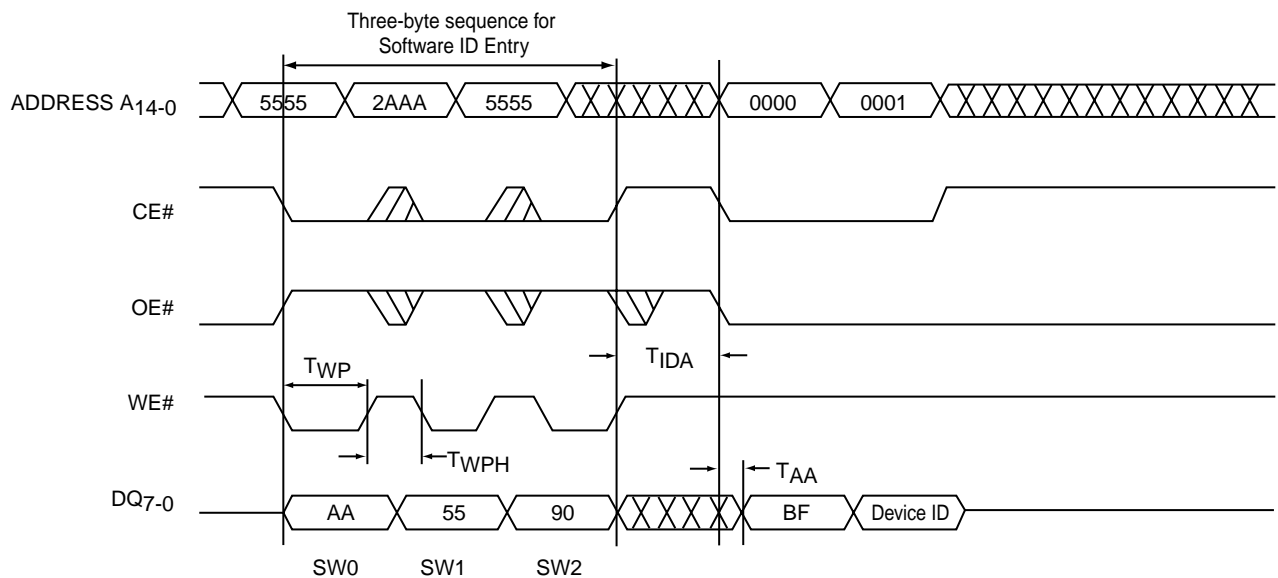 Three-byte sequence for
Software ID Entry
ADDRESS A14-0 5555 2AAA 5555 0000 0001
CE#
OE#
TIDA
TWP
WE#
TWPH
TAA
DQ7-0 AA 55 90 BF Device ID
SW0 SW1 SW2